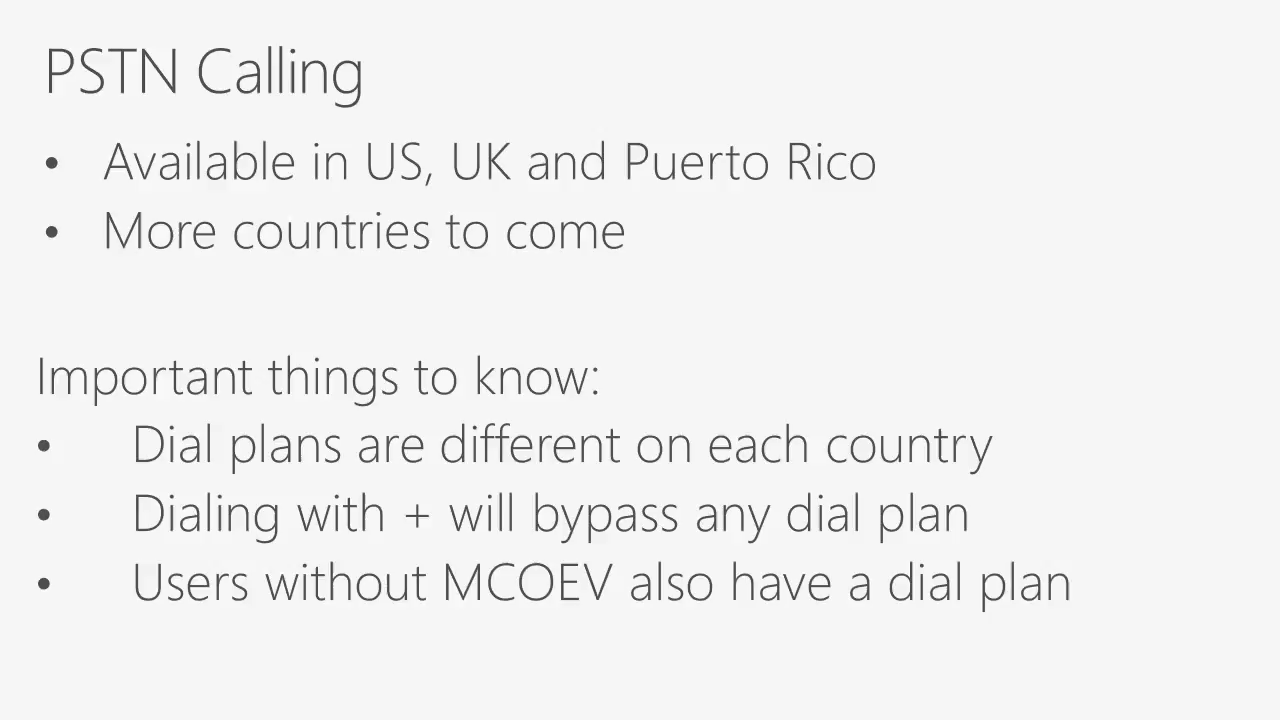 PSTN Calling
• Available in US, UK and Puerto Rico
• More countries to come
Important things to know:
• Dial plans are different on each country
• Dialing with + will bypass any dial plan
• Users without MCOEV also have a dial plan